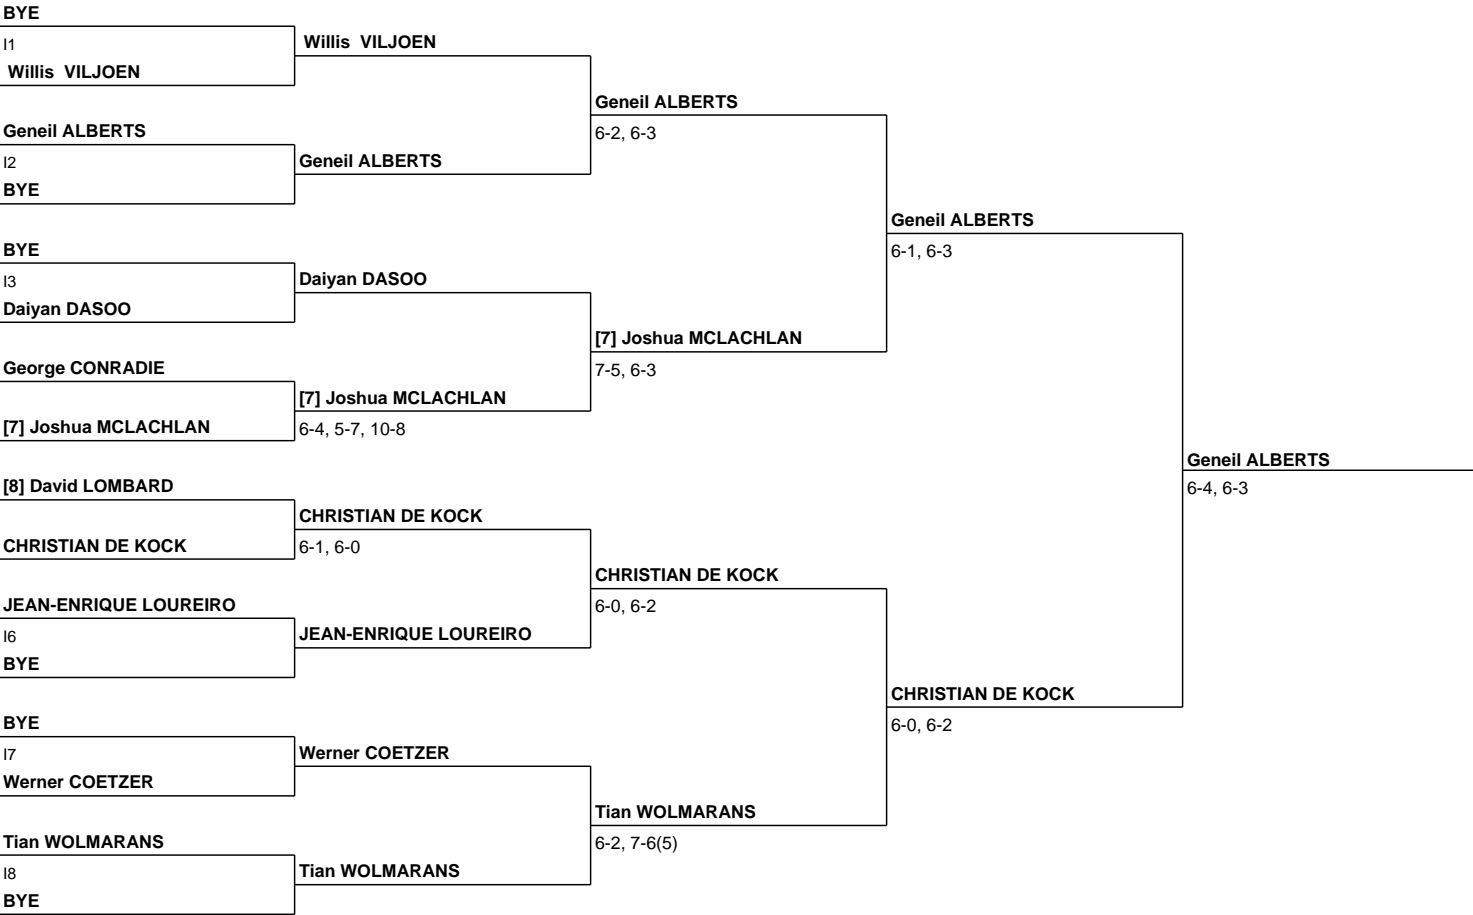 BYE
I1
Willis  VILJOEN
Geneil ALBERTS
I2
BYE
BYE
I3
Daiyan DASOO
George CONRADIE
[7] Joshua MCLACHLAN
[8] David LOMBARD
CHRISTIAN DE KOCK
JEAN-ENRIQUE LOUREIRO
I6
BYE
BYE
I7
Werner COETZER
Tian WOLMARANS
I8
BYE
Willis  VILJOEN
Geneil ALBERTS
Daiyan DASOO
[7] Joshua MCLACHLAN
6-4, 5-7, 10-8
CHRISTIAN DE KOCK
6-1, 6-0
JEAN-ENRIQUE LOUREIRO
Werner COETZER
Tian WOLMARANS
Geneil ALBERTS
6-2, 6-3
[7] Joshua MCLACHLAN
7-5, 6-3
CHRISTIAN DE KOCK
6-0, 6-2
Tian WOLMARANS
6-2, 7-6(5)
Geneil ALBERTS
6-1, 6-3
CHRISTIAN DE KOCK
6-0, 6-2
Geneil ALBERTS
6-4, 6-3